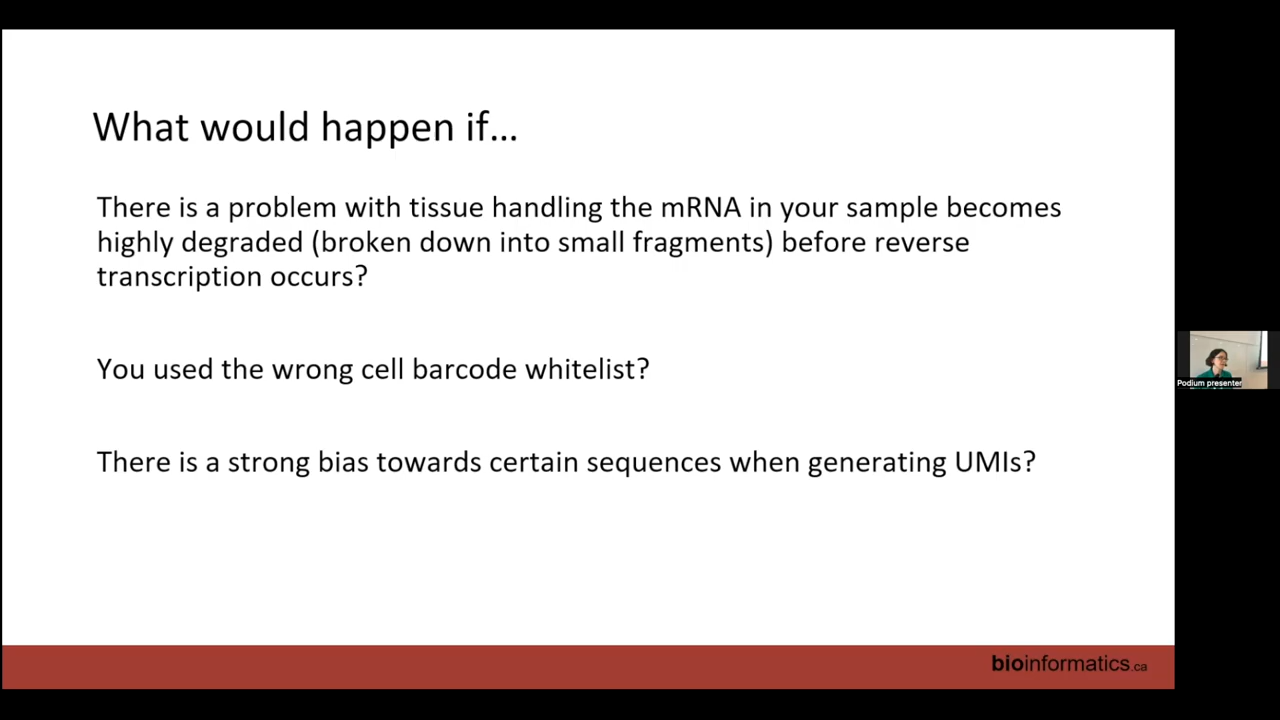 What would happen if...
There is a problem with tissue handling the mRNA in your sample becomes
highly degraded (broken down into small fragments) before reverse
transcription occurs?
You used the wrong cell barcode whitelist?
There is a strong bias towards certain sequences when generating UMIs?
Podium presenter
bioinformatics.ca